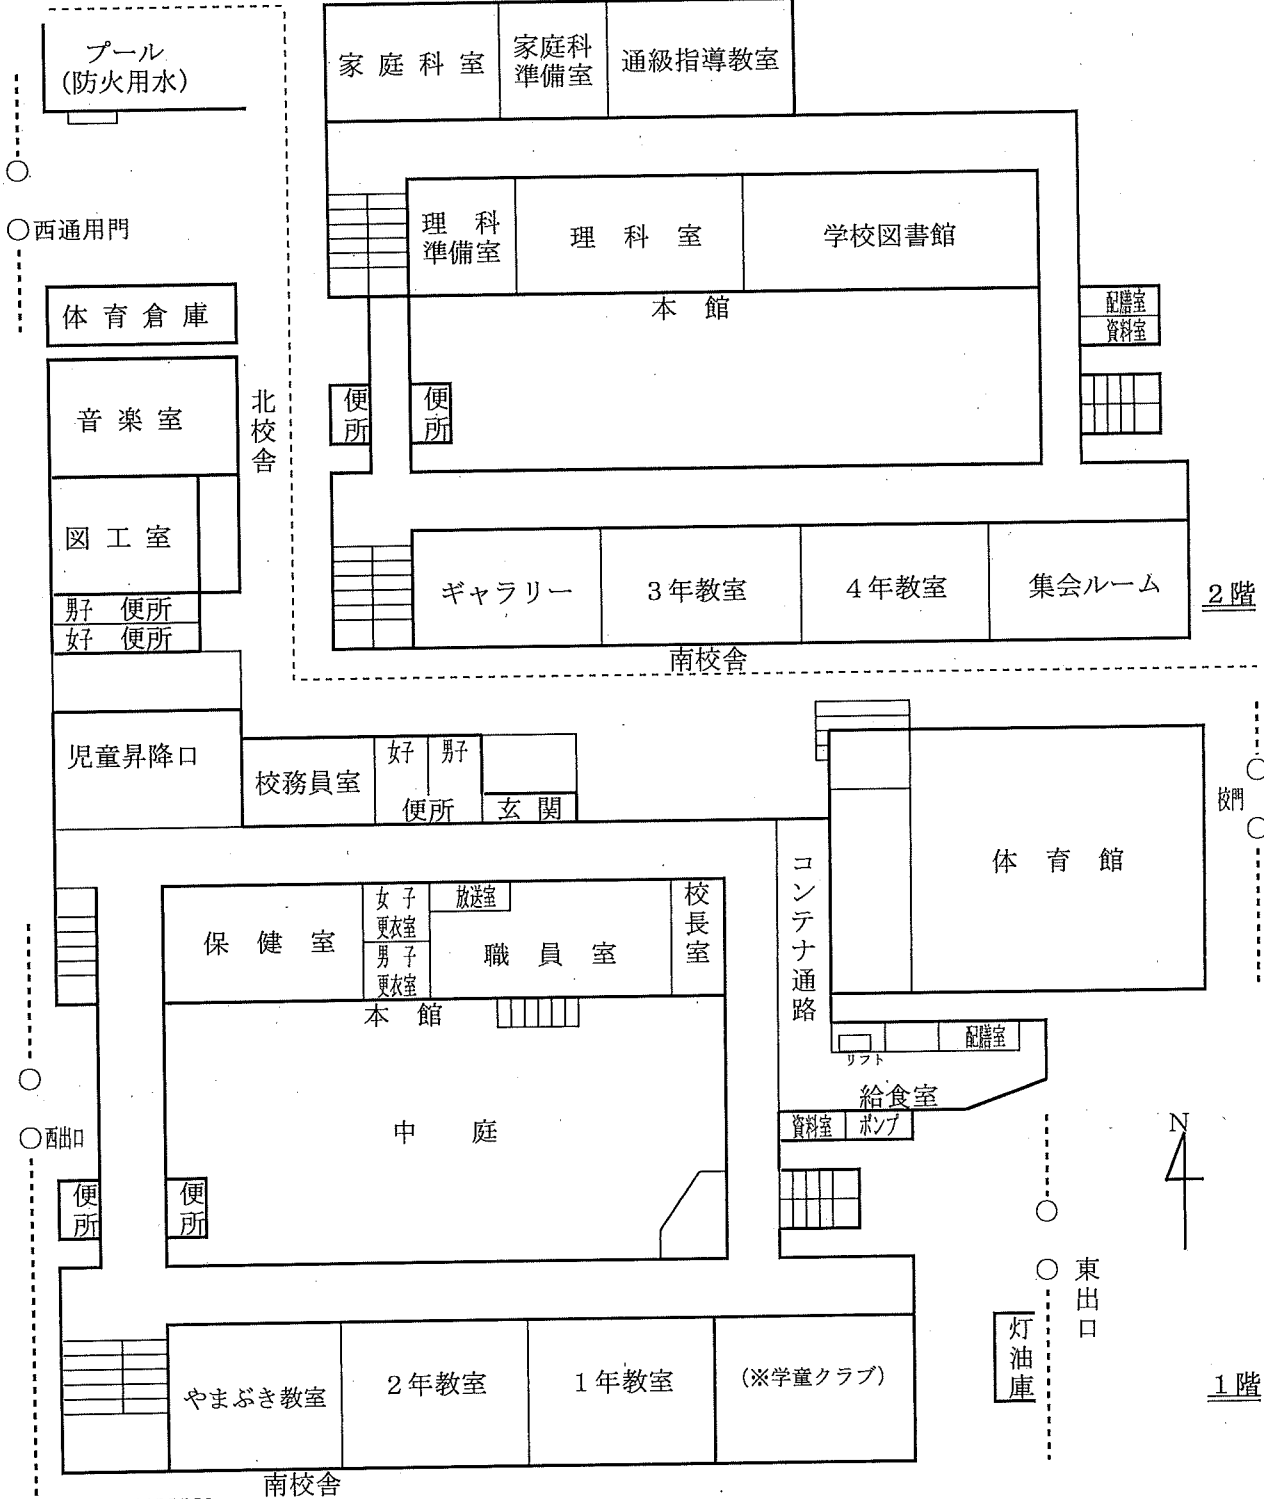 プール
(防火用水)
西通用門
体育倉庫
音楽室
北校舎
図工室
男子 便所
好 便所
児童昇降口
家庭科室
家庭科
準備室
通級指導教室
理科
準備室
理科室
学校図書館
本館
配膳室
資料室
便所
便所
ギャラリー
3年教室
4年教室
集会ルーム
2階
南校舎
校務員室
女子
男子
便所
玄関
体育館
校門
コンテナ通路
保健室
女子
更衣室
男子
更衣室
放送室
職員室
校長室
本館
リフト
配膳室
給食室
資料室
ポンプ
中庭
西出口
便所
便所
N
東出口
灯油庫
やまぶき教室
2年教室
1年教室
(※学童クラブ)
1階
南校舎